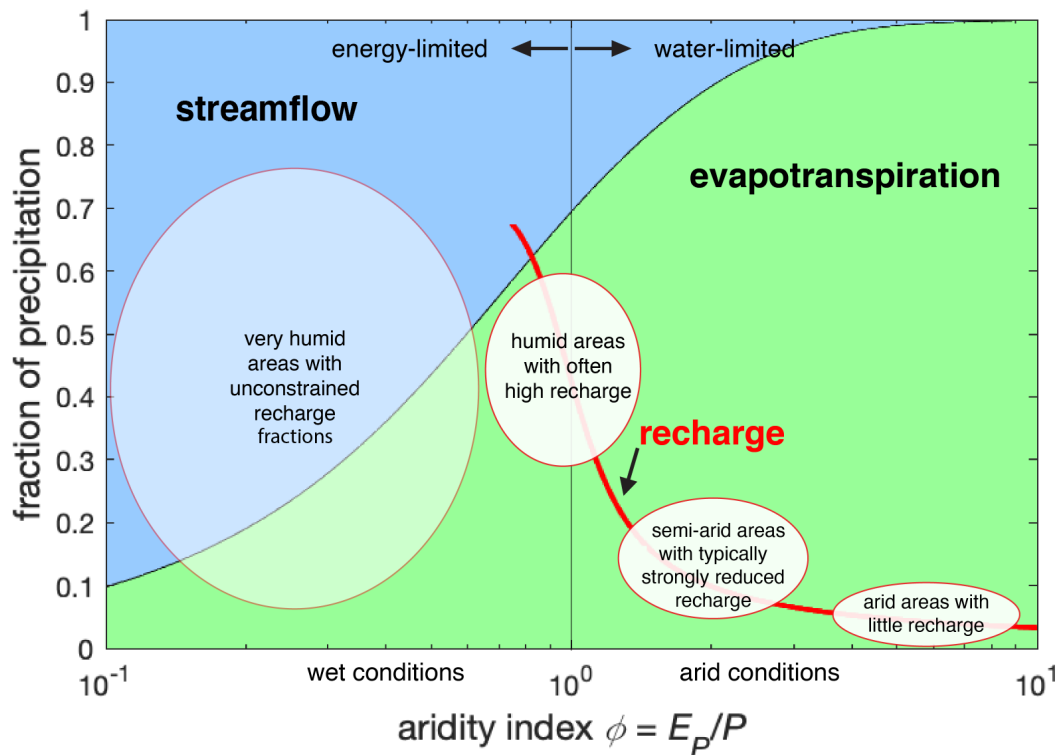 1
0.9
0.8
0.7
0.6
0.5
0.4
0.3
0.2
0.1
0
fraction of precipitation
energy-limited
water-limited
streamflow
evapotranspiration
very humid
areas with
unconstrained
recharge
fractions
humid areas
with often
high recharge
recharge
semi-arid areas
with typically
strongly reduced
recharge
arid areas with
little recharge
wet conditions
arid conditions
10⁻¹
10⁰
10¹
aridity index ϕ = E_P/P